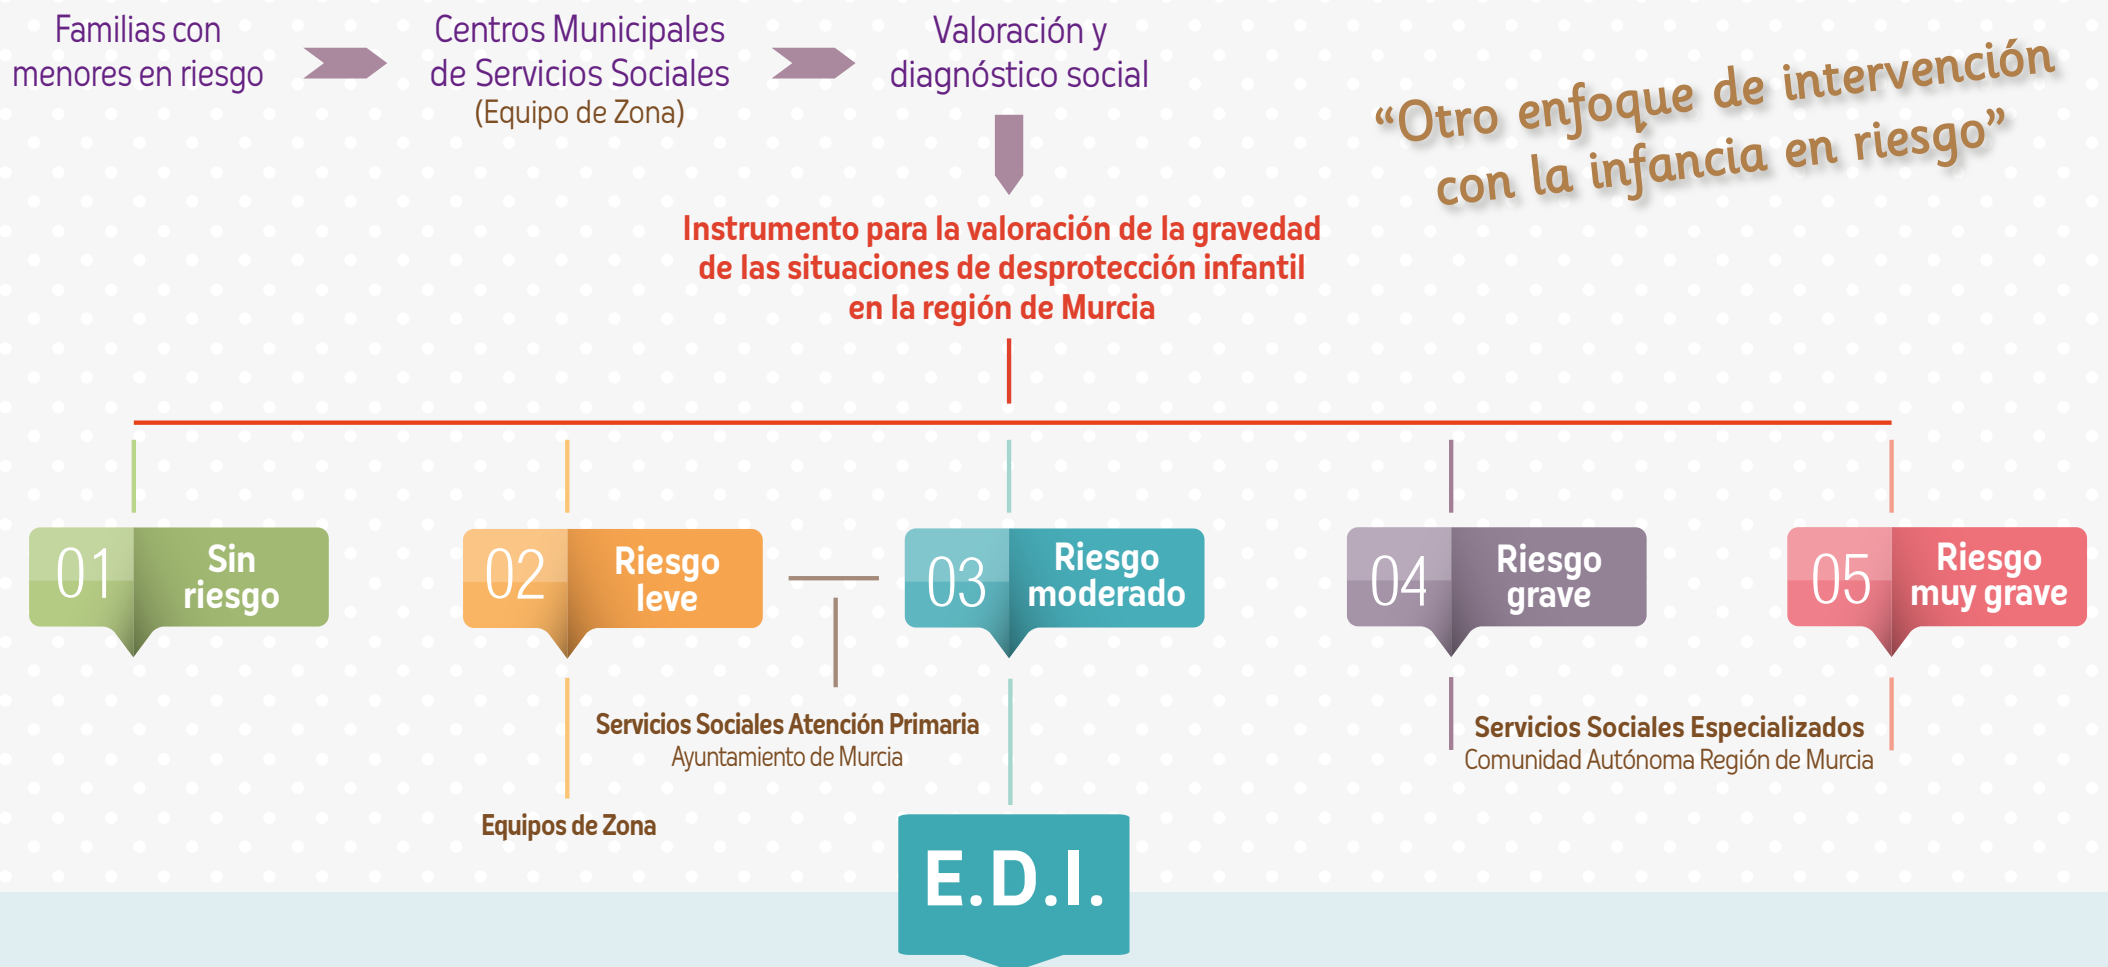 Familias con
menores en riesgo
Centros Municipales
de Servicios Sociales
(Equipo de Zona)
Valoración y
diagnóstico social
“Otro enfoque de intervención
con la infancia en riesgo”
Instrumento para la valoración de la gravedad
de las situaciones de desprotección infantil
en la región de Murcia
01
Sin
riesgo
02
Riesgo
leve
03
Riesgo
moderado
04
Riesgo
grave
05
Riesgo
muy grave
Servicios Sociales Atención Primaria
Ayuntamiento de Murcia
Servicios Sociales Especializados
Comunidad Autónoma Región de Murcia
Equipos de Zona
E.D.I.